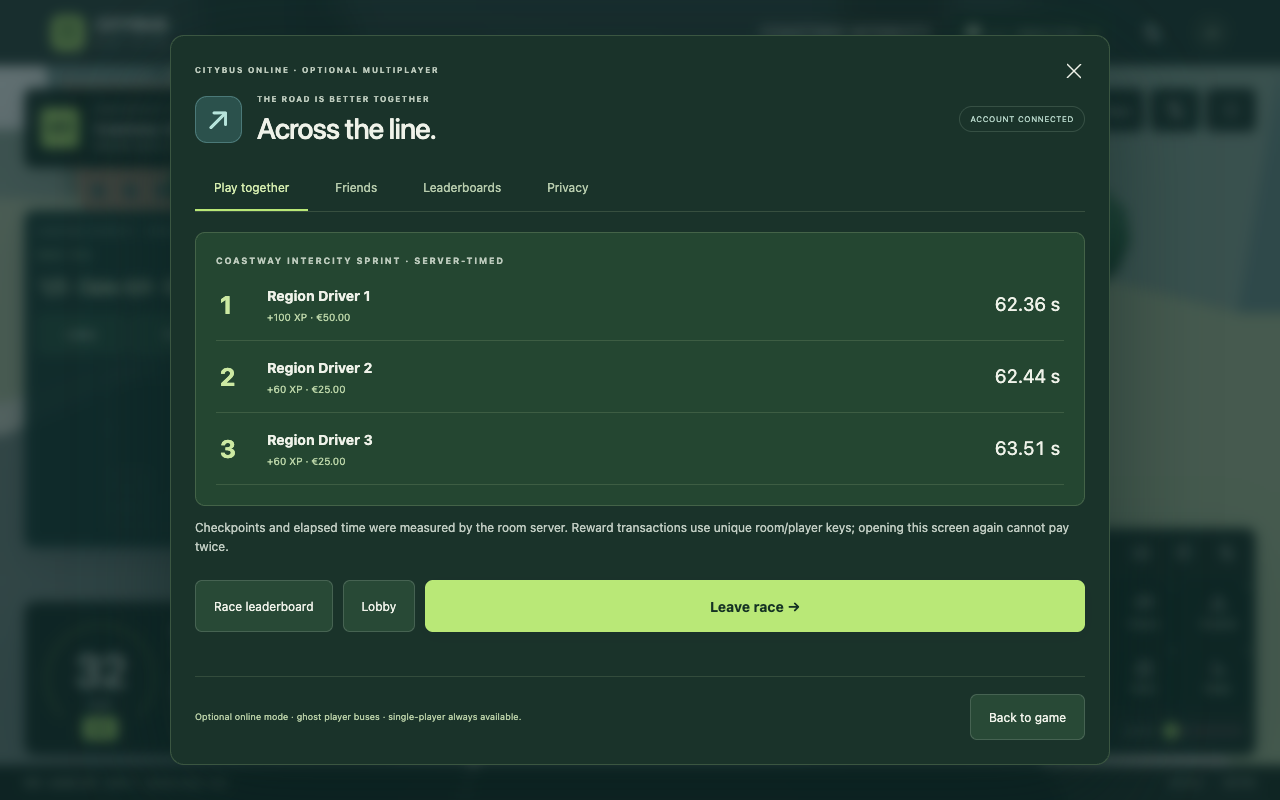 CITYBUS ONLINE · OPTIONAL MULTIPLAYER
THE ROAD IS BETTER TOGETHER
Across the line.
ACCOUNT CONNECTED
Play together Friends Leaderboards Privacy
COASTWAY INTERCITY SPRINT · SERVER-TIMED
1 Region Driver 1 62.36 s
+100 XP · €50.00
2 Region Driver 2 62.44 s
+60 XP · €25.00
3 Region Driver 3 63.51 s
+60 XP · €25.00
Checkpoints and elapsed time were measured by the room server. Reward transactions use unique room/player keys; opening this screen again cannot pay
twice.
Race leaderboard Lobby Leave race →
Optional online mode · ghost player buses · single-player always available.
Back to game
32